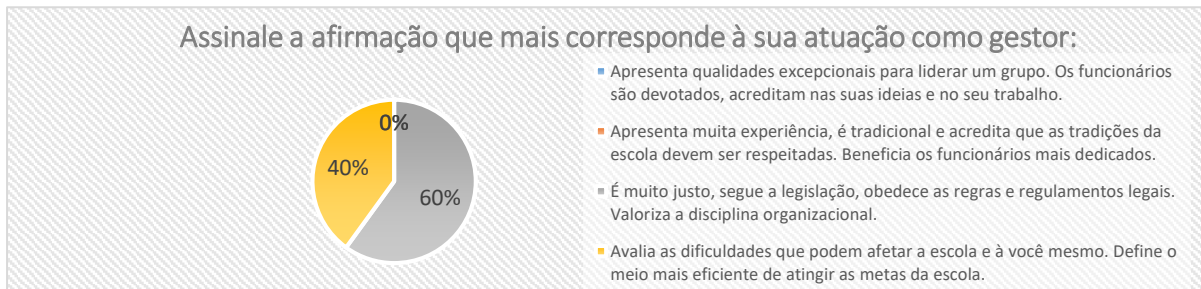 Assinale a afirmação que mais corresponde à sua atuação como gestor:
Apresenta qualidades excepcionais para liderar um grupo. Os funcionários
são devotados, acreditam nas suas ideias e no seu trabalho.
Apresenta muita experiência, é tradicional e acredita que as tradições da
escola devem ser respeitadas. Beneficia os funcionários mais dedicados.
É muito justo, segue a legislação, obedece as regras e regulamentos legais.
Valoriza a disciplina organizacional.
Avalia as dificuldades que podem afetar a escola e à você mesmo. Define o
meio mais eficiente de atingir as metas da escola.
0%
40%
60%